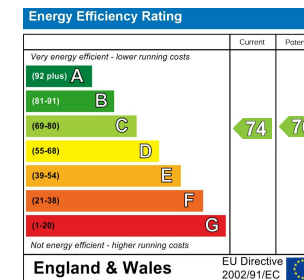 Energy Efficiency Rating
Current
Very energy efficient - lower running costs
(92 plus) A
(81-91) B
(69-80) C 74
(55-68) D
(39-54) E
(21-38) F
(1-20) G
Not energy efficient - higher running costs
England & Wales
EU Directive
2002/91/EC